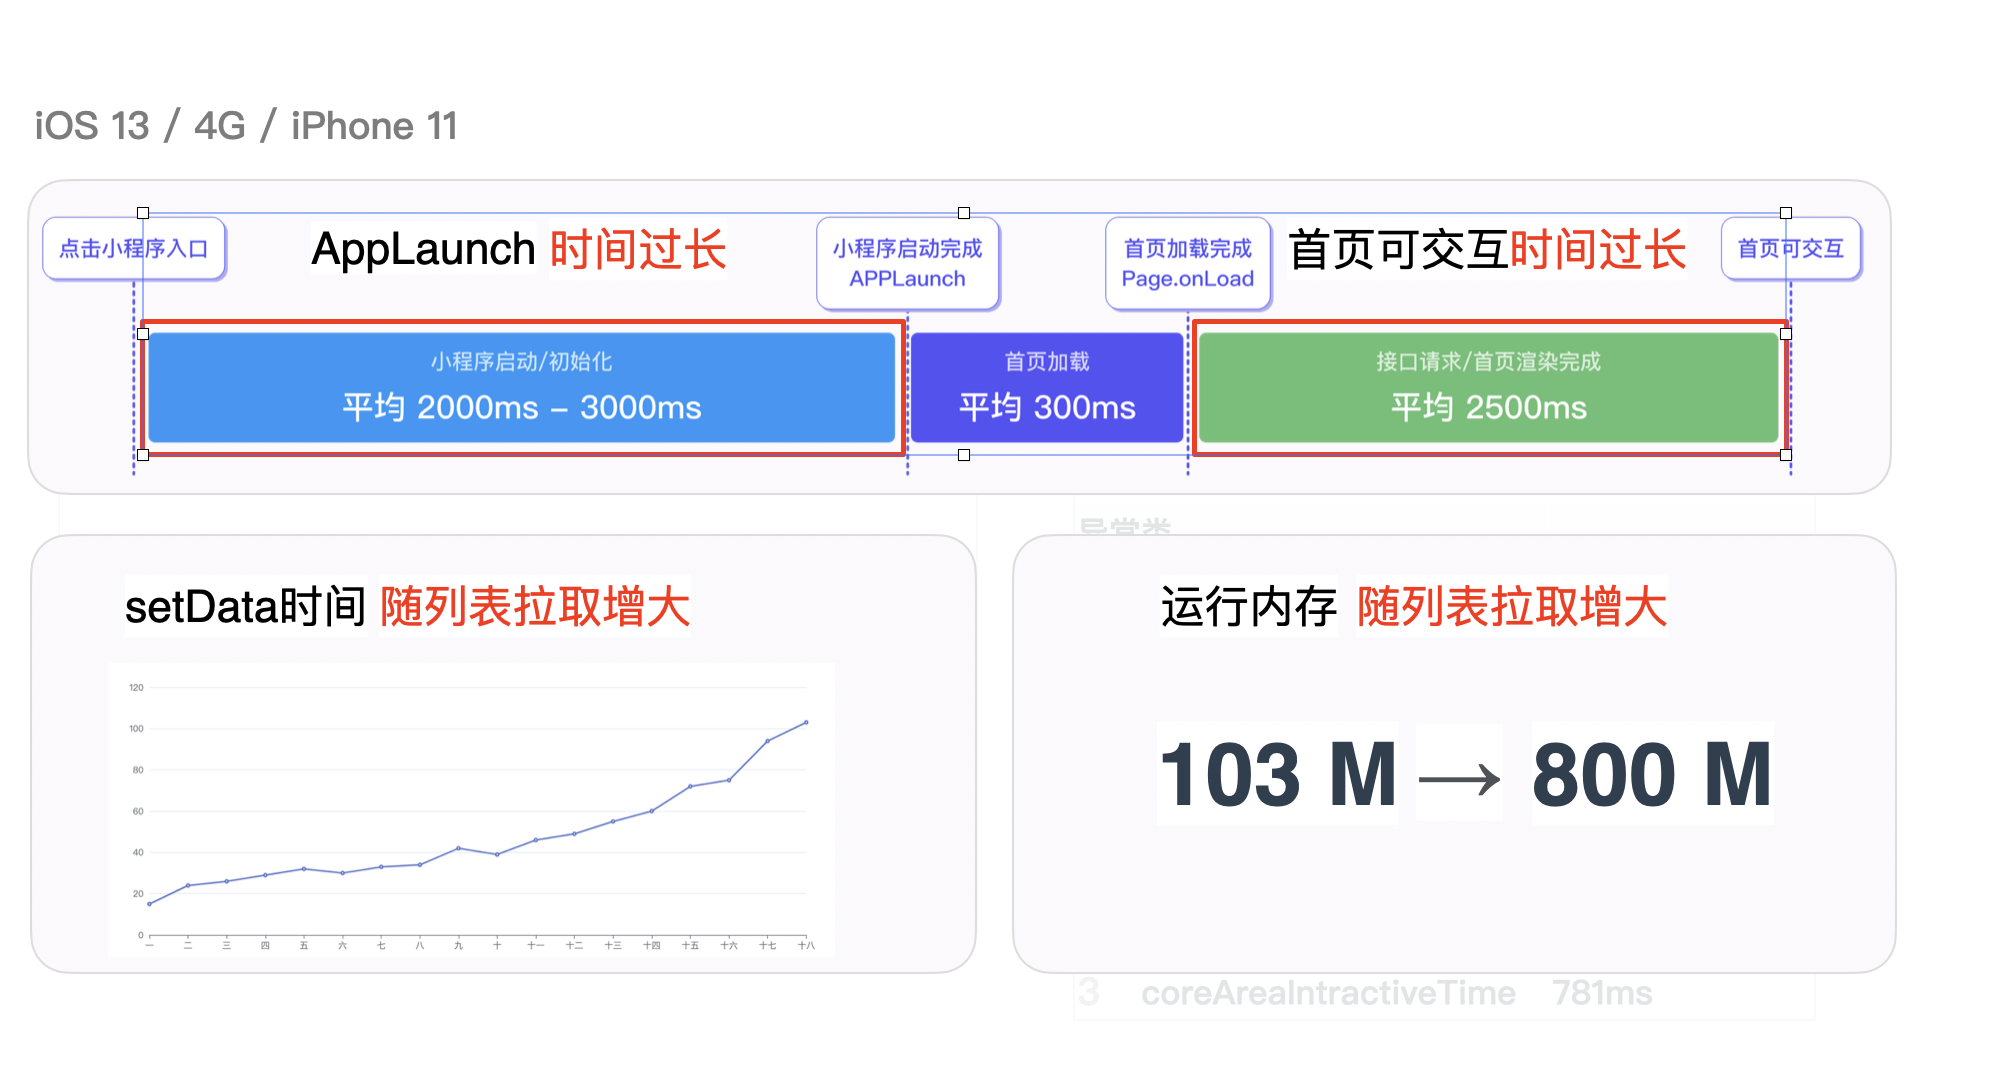 iOS 13 / 4G / iPhone 11
点击小程序入口
AppLaunch 时间过长
小程序启动完成
APPLaunch
首页加载完成
Page.onLoad
首页可交互时间过长
首页可交互
小程序启动/初始化
平均 2000ms – 3000ms
首页加载
平均 300ms
接口请求/首页渲染完成
平均 2500ms
异常类
setData时间 随列表拉取增大
120
100
80
60
40
20
0
一 二 三 四 五 六 七 八 九 十 十一 十二 十三 十四 十五 十六 十七 十八
运行内存 随列表拉取增大
103 M → 800 M
3 coreAreaIntractiveTime 781ms